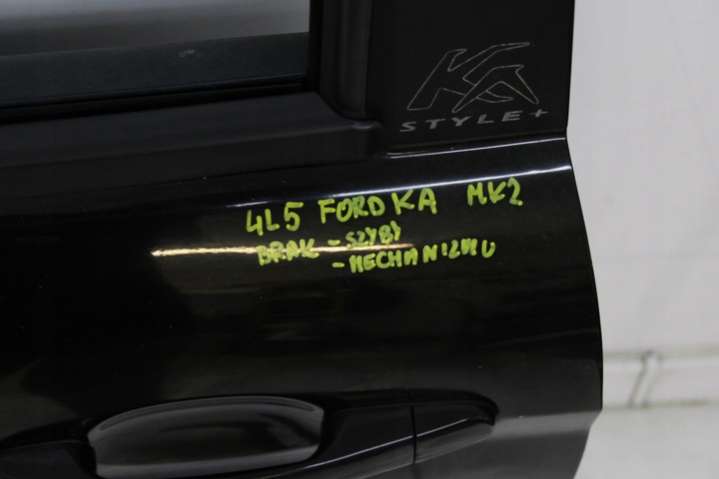 KA
STYLE+
4L5 FORD KA MK2
BRAK - SZYBY
- MECHANIZMU